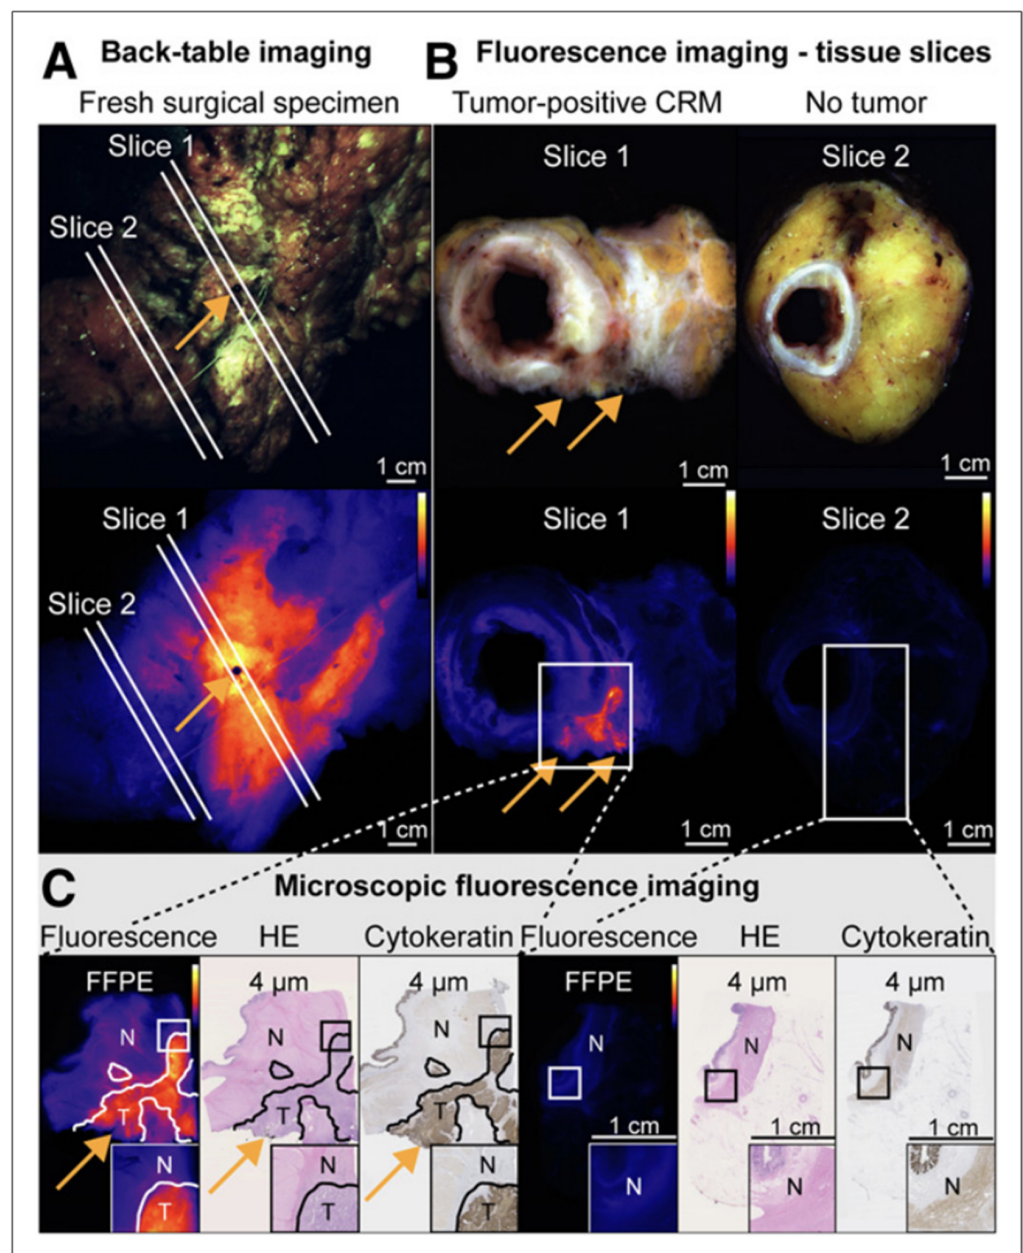 A Back-table imaging
Fresh surgical specimen
Slice 1
Slice 2
1 cm
Slice 1
Slice 2
1 cm
B Fluorescence imaging - tissue slices
Tumor-positive CRM
No tumor
Slice 1
1 cm
Slice 2
1 cm
Slice 1
1 cm
Slice 2
1 cm
C Microscopic fluorescence imaging
Fluorescence HE Cytokeratin Fluorescence HE Cytokeratin
FFPE 4 µm 4 µm FFPE 4 µm 4 µm
N N N N N N
T T T
1 cm 1 cm 1 cm
N N N N N N
T T T